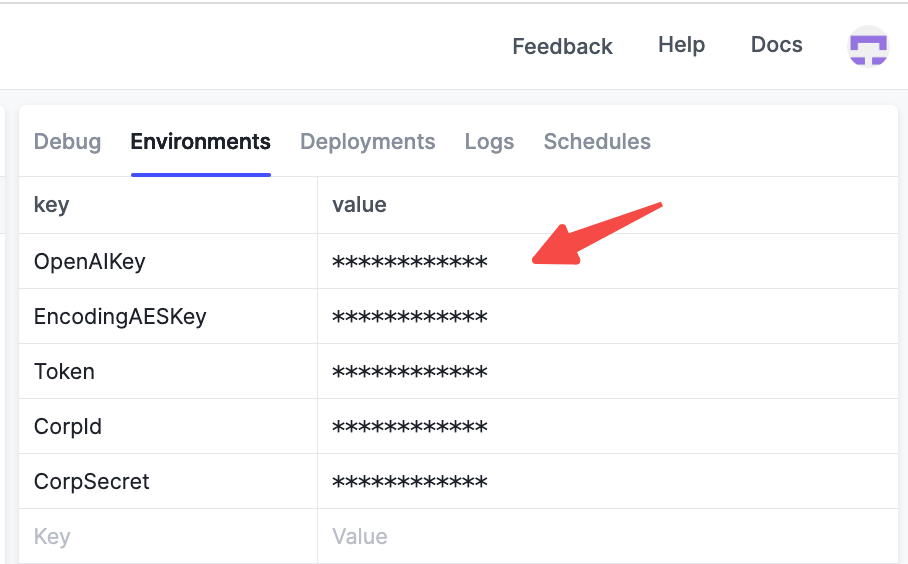 Feedback Help Docs
Debug Environments Deployments Logs Schedules
key value
OpenAIKey ************
EncodingAESKey ************
Token ************
CorpId ************
CorpSecret ************
Key Value